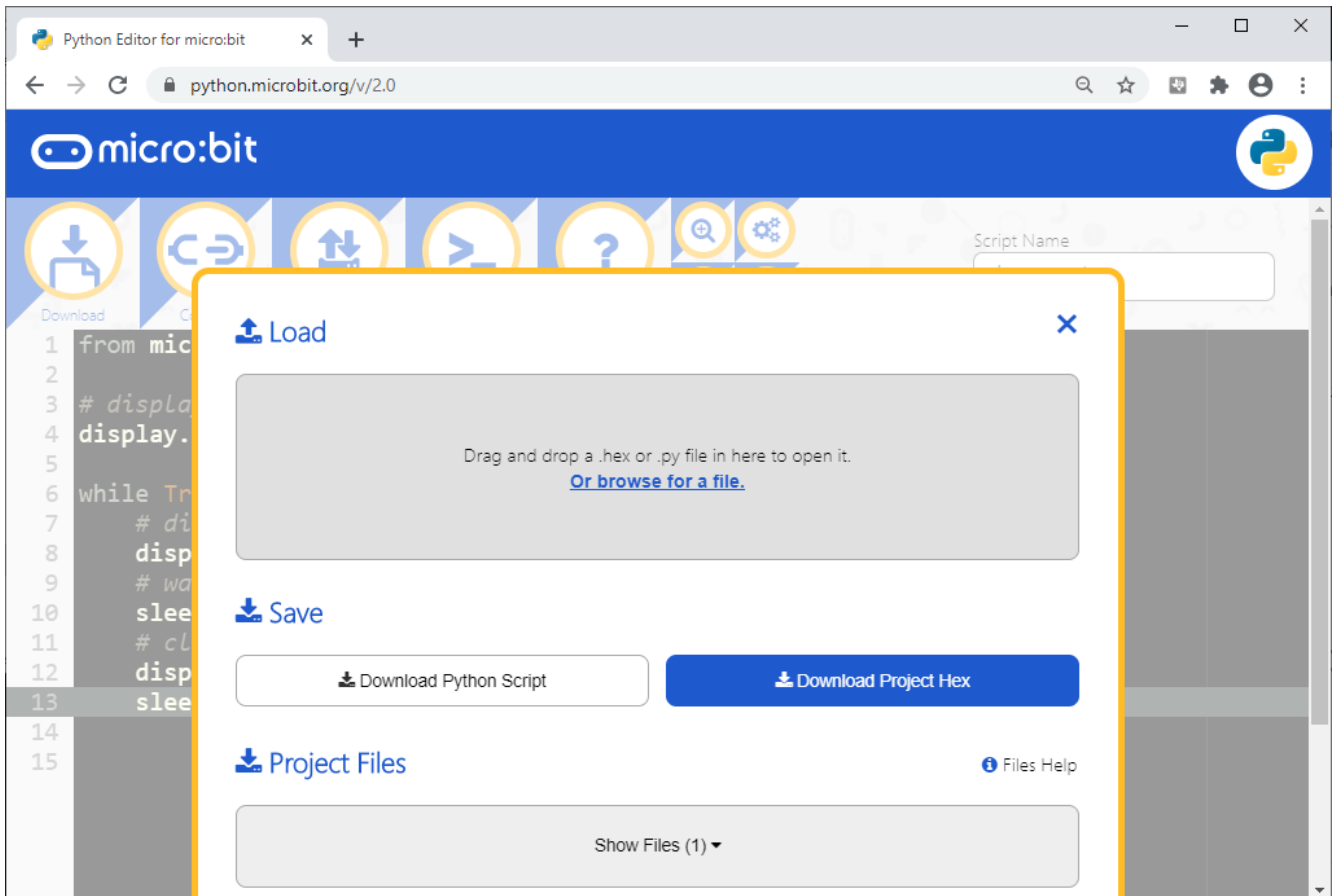 Python Editor for micro:bit
python.microbit.org/v/2.0
micro:bit
Script Name
Download
Load
Drag and drop a .hex or .py file in here to open it.
Or browse for a file.
Save
Download Python Script
Download Project Hex
Project Files
Files Help
Show Files (1)
1 from mic
2
3 # displa
4 display.
5
6 while Tr
7 # di
8 disp
9 # wa
10 slee
11 # cl
12 disp
13 slee
14
15